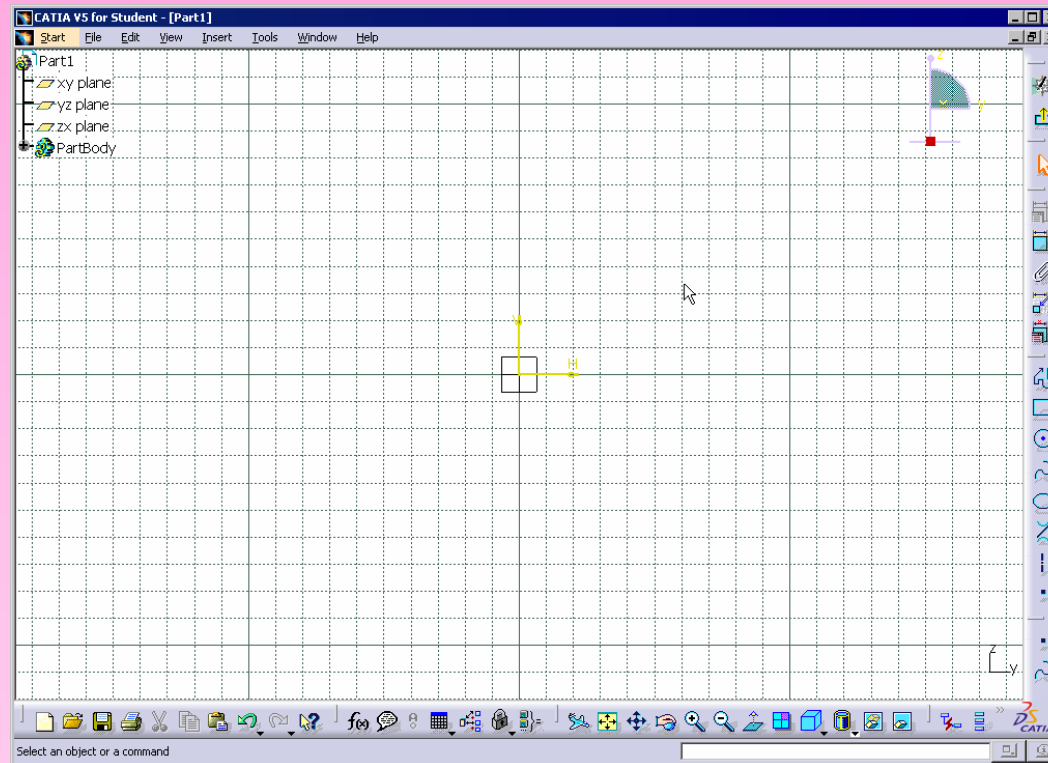 CATIA V5 for Student - [Part1]
Start File Edit View Insert Tools Window Help
Part1
xy plane
yz plane
zx plane
PartBody
z
y
V
H
z
y
f(x)
CATIA
Select an object or a command